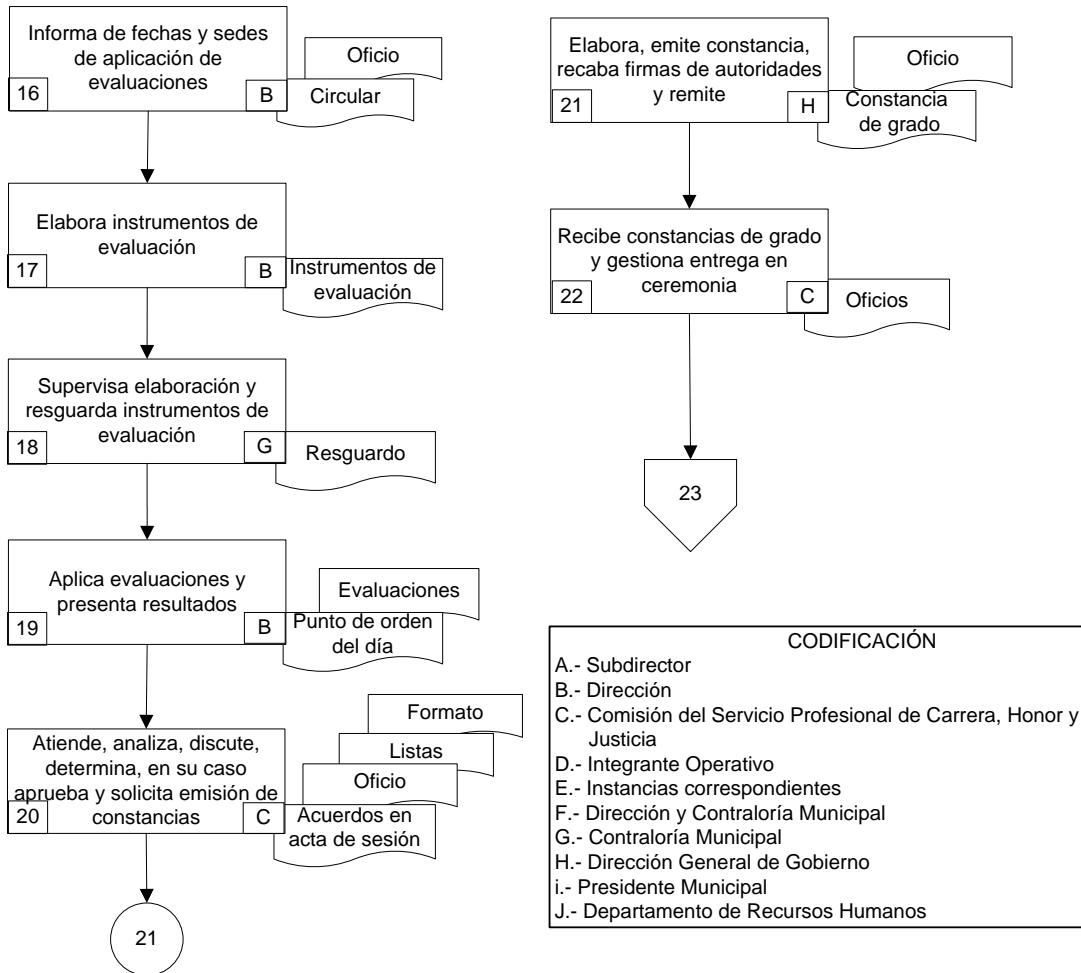 Informa de fechas y sedes
de aplicación de
evaluaciones
16
B
Oficio
Circular
Elabora instrumentos de
evaluación
17
B
Instrumentos de
evaluación
Supervisa elaboración y
resguarda instrumentos de
evaluación
18
G
Resguardo
Aplica evaluaciones y
presenta resultados
19
B
Evaluaciones
Punto de orden
del día
Atiende, analiza, discute,
determina, en su caso
aprueba y solicita emisión de
constancias
20
C
Formato
Listas
Oficio
Acuerdos en
acta de sesión
21
Elabora, emite constancia,
recaba firmas de autoridades
y remite
21
H
Oficio
Constancia
de grado
Recibe constancias de grado
y gestiona entrega en
ceremonia
22
C
Oficios
23
CODIFICACIÓN
A.- Subdirector
B.- Dirección
C.- Comisión del Servicio Profesional de Carrera, Honor y
Justicia
D.- Integrante Operativo
E.- Instancias correspondientes
F.- Dirección y Contraloría Municipal
G.- Contraloría Municipal
H.- Dirección General de Gobierno
i.- Presidente Municipal
J.- Departamento de Recursos Humanos